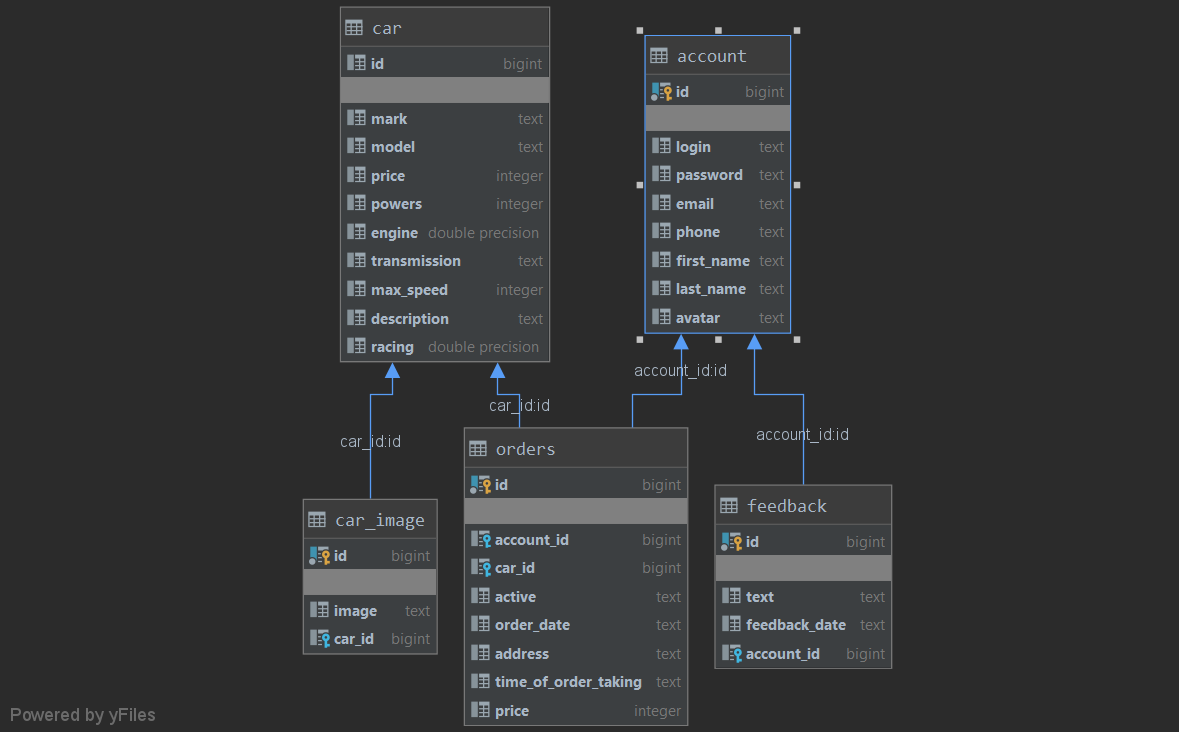 car
id bigint
mark text
model text
price integer
powers integer
engine double precision
transmission text
max_speed integer
description text
racing double precision
account
id bigint
login text
password text
email text
phone text
first_name text
last_name text
avatar text
car_id:id
car_id:id
account_id:id
account_id:id
car_image
id bigint
image text
car_id bigint
orders
id bigint
account_id bigint
car_id bigint
active text
order_date text
address text
time_of_order_taking text
price integer
feedback
id bigint
text text
feedback_date text
account_id bigint
Powered by yFiles